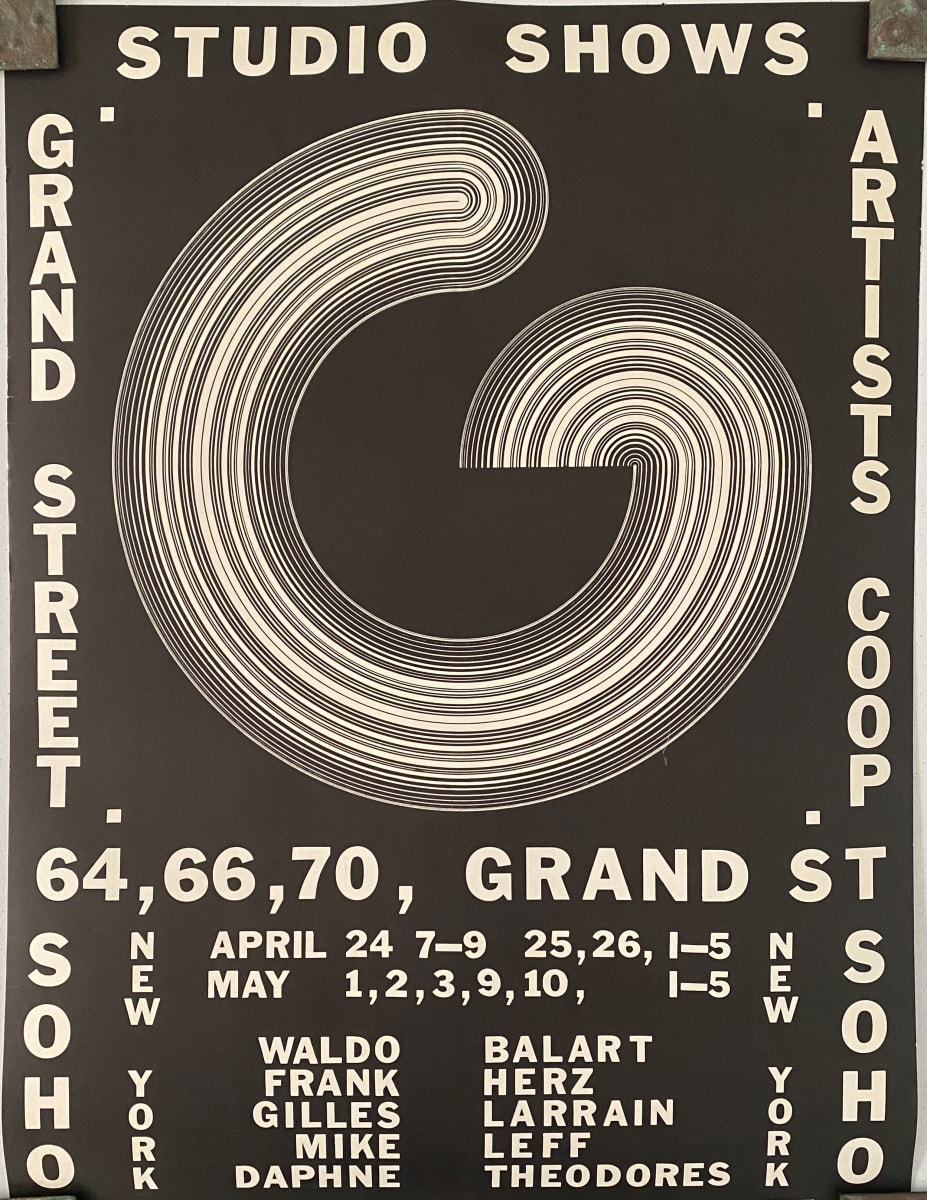 STUDIO SHOWS
GRAND STREET
ARTISTS COOP
G
64,66,70, GRAND ST
SOHO
NEW YORK
APRIL 24 7–9 25,26, 1–5
MAY 1,2,3,9,10, 1–5
WALDO BALART
FRANK HERZ
GILLES LARRAIN
MIKE LEFF
DAPHNE THEODORES
NEW YORK
SOHO